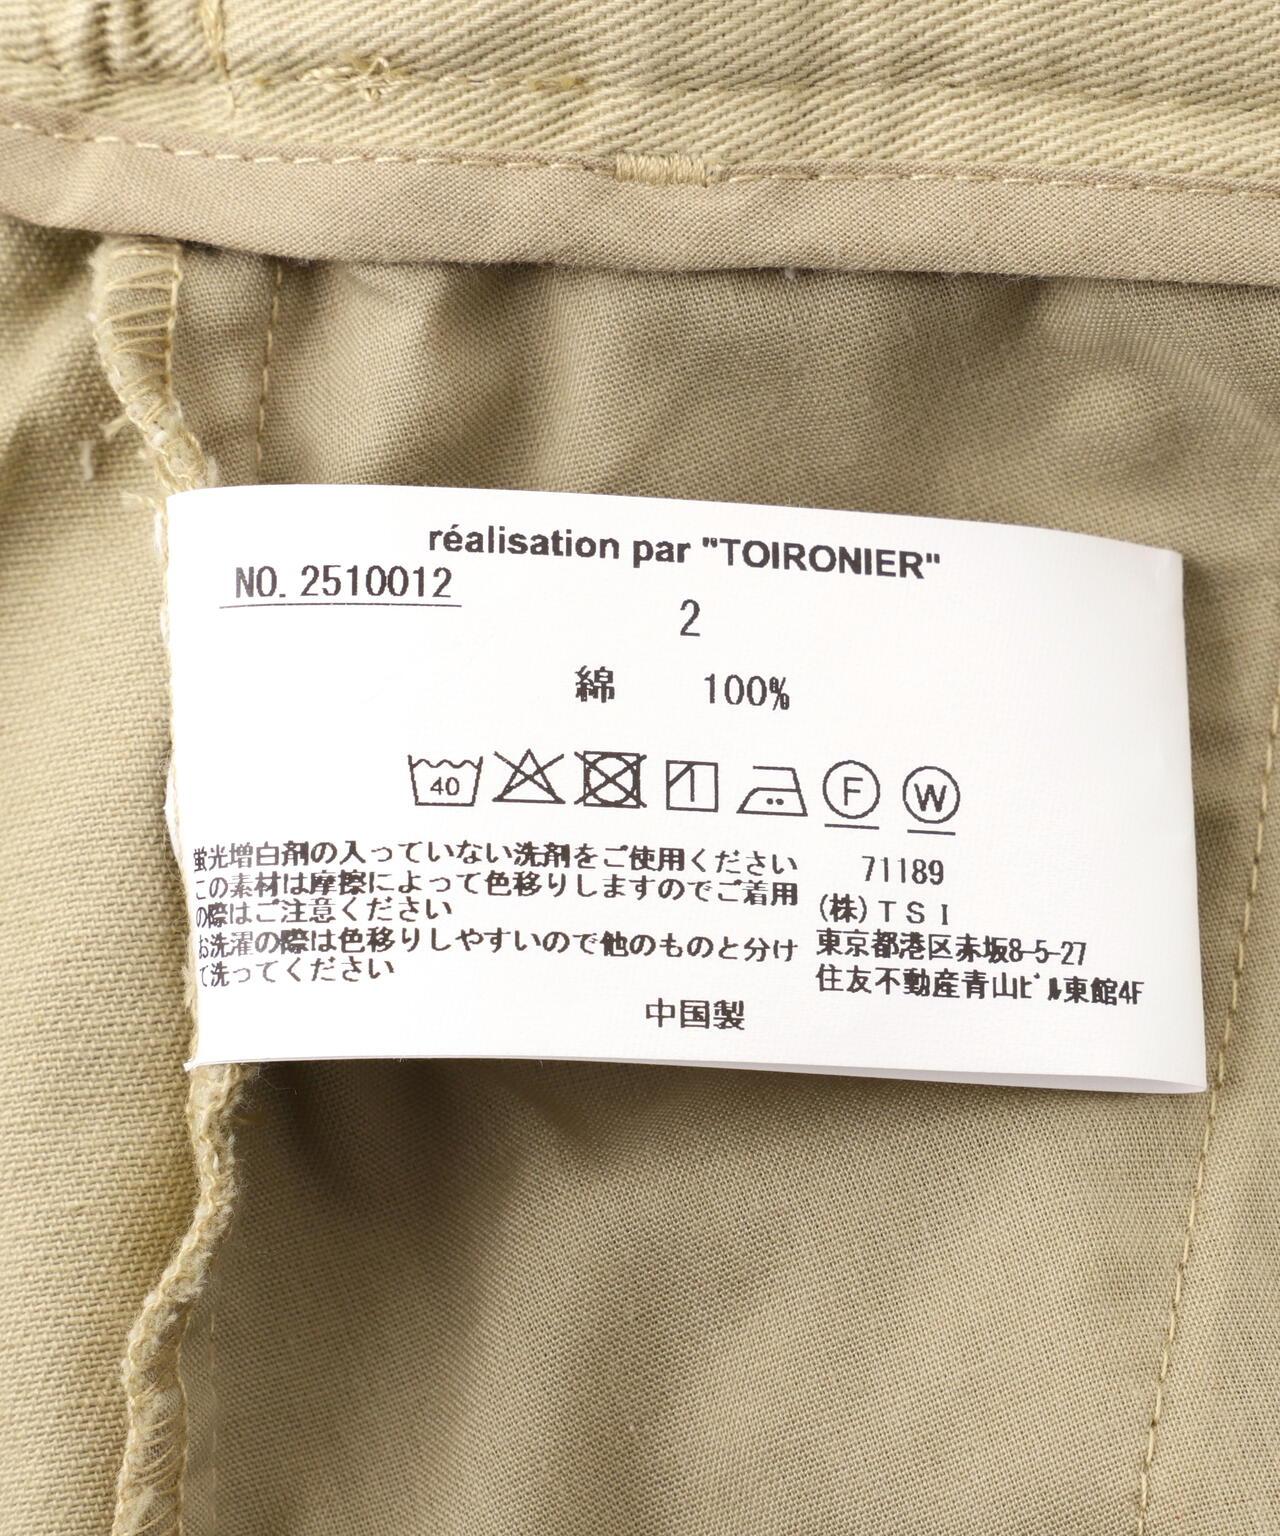 réalisation par "TOIRONIER"
NO. 2510012
2
綿 100%
40
F
W
蛍光増白剤の入っていない洗剤をご使用ください
この素材は摩擦によって色移りしますのでご着用
の際はご注意ください
お洗濯の際は色移りしやすいので他のものと分け
て洗ってください
71189
(株)ＴＳＩ
東京都港区赤坂8-5-27
住友不動産青山ﾋﾞﾙ東館4F
中国製